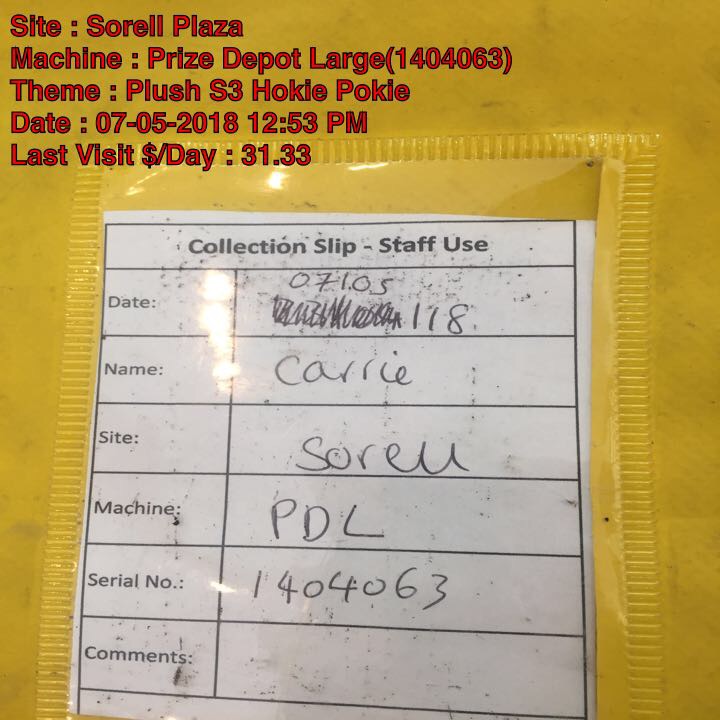 Site : Sorell Plaza
Machine : Prize Depot Large(1404063)
Theme : Plush S3 Hokie Pokie
Date : 07-05-2018 12:53 PM
Last Visit $/Day : 31.33
Collection Slip - Staff Use
07/05
Date: /18
Name: Carrie
Site: Sorell
Machine: PDL
Serial No.: 1404063
Comments: